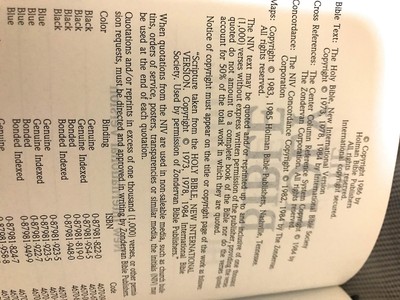 © Copyright 1986, by
Holman Bible Publishers
All rights reserved.
International copyright secured.
Bible Text: The Holy Bible, New International Version
Copyright © 1973, 1978, 1984 by International Bible Society
Cross References: The Center Column Reference System Copyright © 1984 by
The Zondervan Corporation. All rights reserved.
Concordance: The NIV Concordance Copyright © 1982, 1984 by The Zondervan
Corporation
Maps: Copyright © 1983, 1985 Holman Bible Publishers, Nashville, Tennessee.
All rights reserved.
The NIV text may be quoted and/or reprinted up to and inclusive of one thousand
(1,000) verses without express written permission of the publisher, providing the verses
quoted do not amount to a complete book of the Bible nor do the verses quoted
account for 50% of the total work in which they are quoted.
Notice of copyright must appear on the title or copyright page of the work as follows:
"Scripture taken from the HOLY BIBLE, NEW INTERNATIONAL
VERSION. Copyright © 1973, 1978, 1984 International Bible
Society. Used by permission of Zondervan Bible Publishers."
When quotations from the NIV are used in non-saleable media, such as church bulle-
tins, orders of service, posters, transparencies or similar media, the initials (NIV) may
be used at the end of each quotation.
Quotations and/or reprints in excess of one thousand (1,000) verses, or other permis-
sion requests, must be directed and approved in writing by Zondervan Bible
Color Binding ISBN Code
Black Genuine
Black Bonded
Black Genuine Indexed
Black Bonded Indexed
Blue Genuine
Blue Bonded
Blue Genuine Indexed
Bonded Indexed